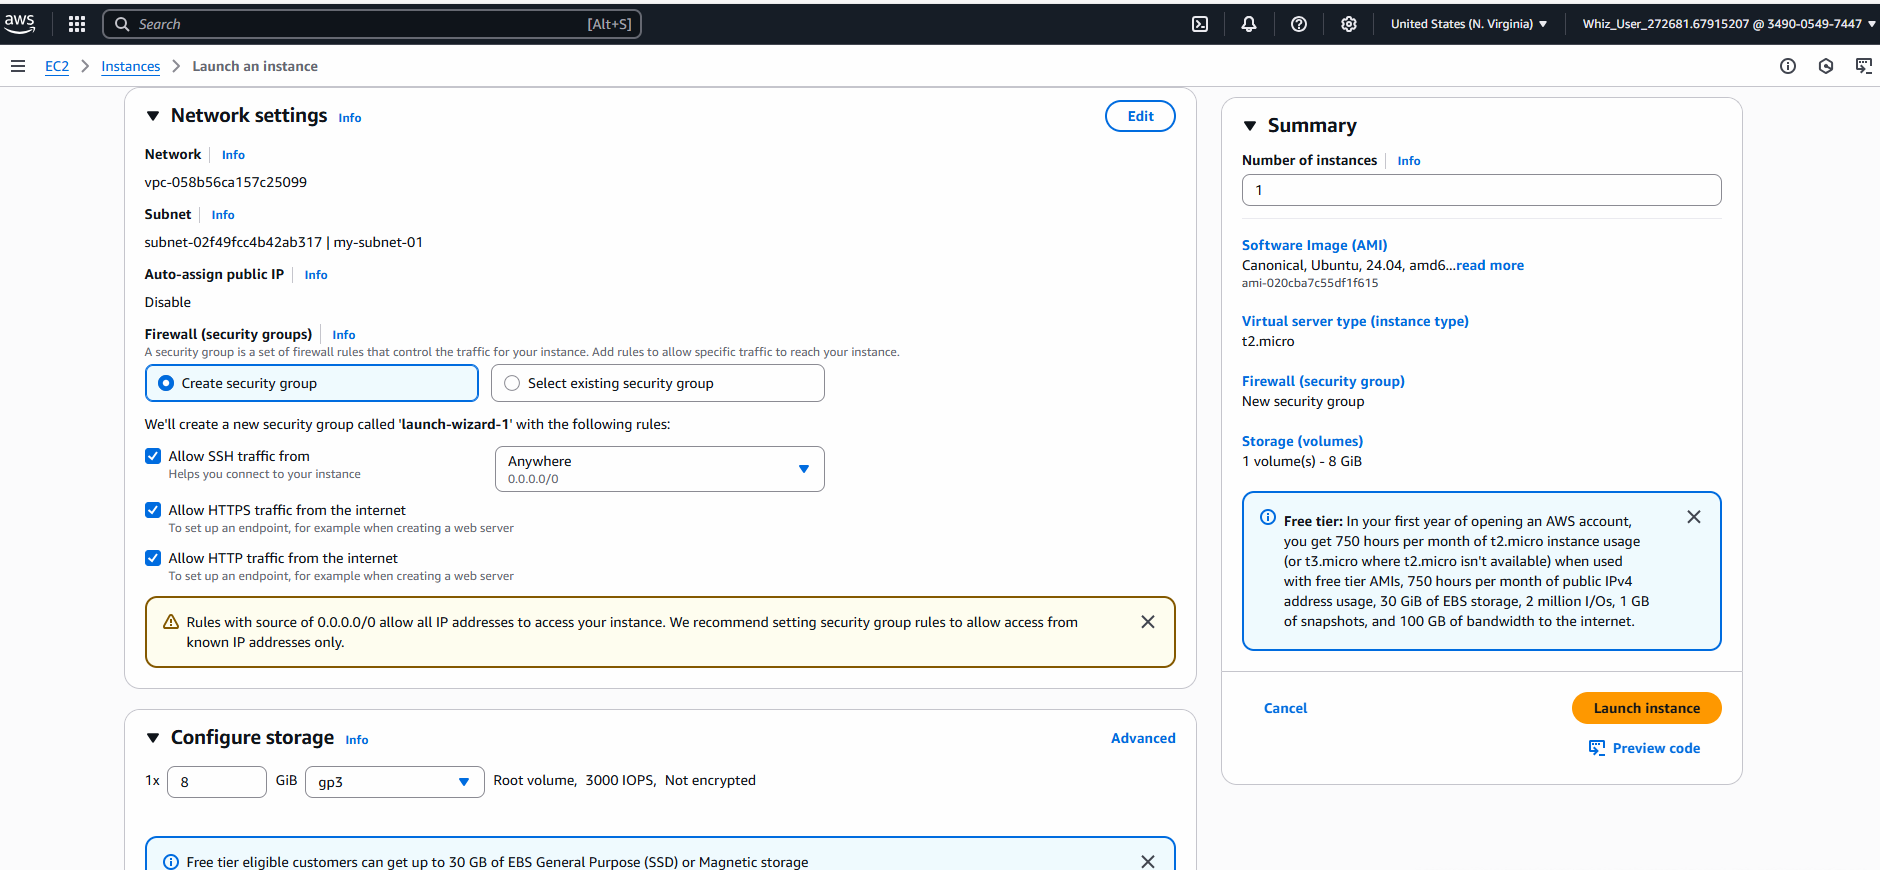 aws
Search [Alt+S]
United States (N. Virginia)
Whiz_User_272681.67915207 @ 3490-0549-7447
EC2 Instances Launch an instance
Network settings Info
Edit
Network Info
vpc-058b56ca157c25099
Subnet Info
subnet-02f49fcc4b42ab317 | my-subnet-01
Auto-assign public IP Info
Disable
Firewall (security groups) Info
A security group is a set of firewall rules that control the traffic for your instance. Add rules to allow specific traffic to reach your instance.
Create security group
Select existing security group
We'll create a new security group called 'launch-wizard-1' with the following rules:
Allow SSH traffic from
Helps you connect to your instance
Anywhere
0.0.0.0/0
Allow HTTPS traffic from the internet
To set up an endpoint, for example when creating a web server
Allow HTTP traffic from the internet
To set up an endpoint, for example when creating a web server
Rules with source of 0.0.0.0/0 allow all IP addresses to access your instance. We recommend setting security group rules to allow access from
known IP addresses only.
Configure storage Info
Advanced
1x 8 GiB gp3 Root volume, 3000 IOPS, Not encrypted
Free tier eligible customers can get up to 30 GB of EBS General Purpose (SSD) or Magnetic storage
Summary
Number of instances Info
1
Software Image (AMI)
Canonical, Ubuntu, 24.04, amd6...read more
ami-020cba7c55df1f615
Virtual server type (instance type)
t2.micro
Firewall (security group)
New security group
Storage (volumes)
1 volume(s) - 8 GiB
Free tier: In your first year of opening an AWS account,
you get 750 hours per month of t2.micro instance usage
(or t3.micro where t2.micro isn't available) when used
with free tier AMIs, 750 hours per month of public IPv4
address usage, 30 GiB of EBS storage, 2 million I/Os, 1 GB
of snapshots, and 100 GB of bandwidth to the internet.
Cancel
Launch instance
Preview code